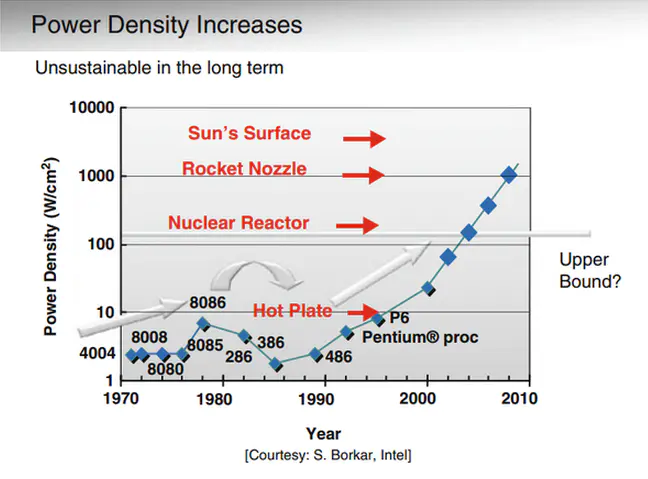 Power Density Increases
Unsustainable in the long term
10000
1000
100
10
1
Power Density (W/cm²)
Sun's Surface
Rocket Nozzle
Nuclear Reactor
Hot Plate
Upper
Bound?
4004
8008
8080
8085
8086
286
386
486
P6
Pentium® proc
1970
1980
1990
2000
2010
Year
[Courtesy: S. Borkar, Intel]